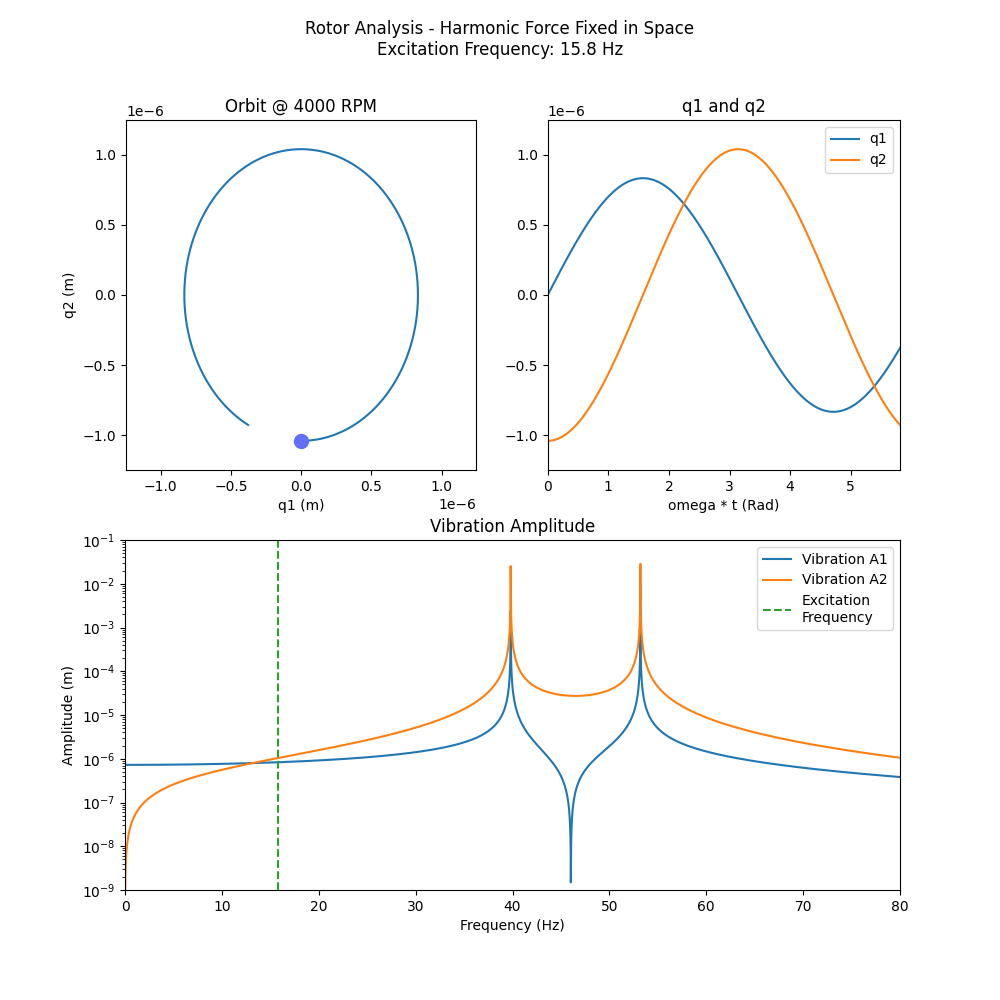 Rotor Analysis - Harmonic Force Fixed in Space
Excitation Frequency: 15.8 Hz
Orbit @ 4000 RPM
1e−6
1.0
0.5
0.0
−0.5
−1.0
q2 (m)
−1.0 −0.5 0.0 0.5 1.0
q1 (m)
1e−6
q1 and q2
1e−6
q1
q2
1.0
0.5
0.0
−0.5
−1.0
0 1 2 3 4 5
omega * t (Rad)
Vibration Amplitude
Vibration A1
Vibration A2
Excitation
Frequency
10⁻¹
10⁻²
10⁻³
10⁻⁴
10⁻⁵
10⁻⁶
10⁻⁷
10⁻⁸
10⁻⁹
Amplitude (m)
0 10 20 30 40 50 60 70 80
Frequency (Hz)